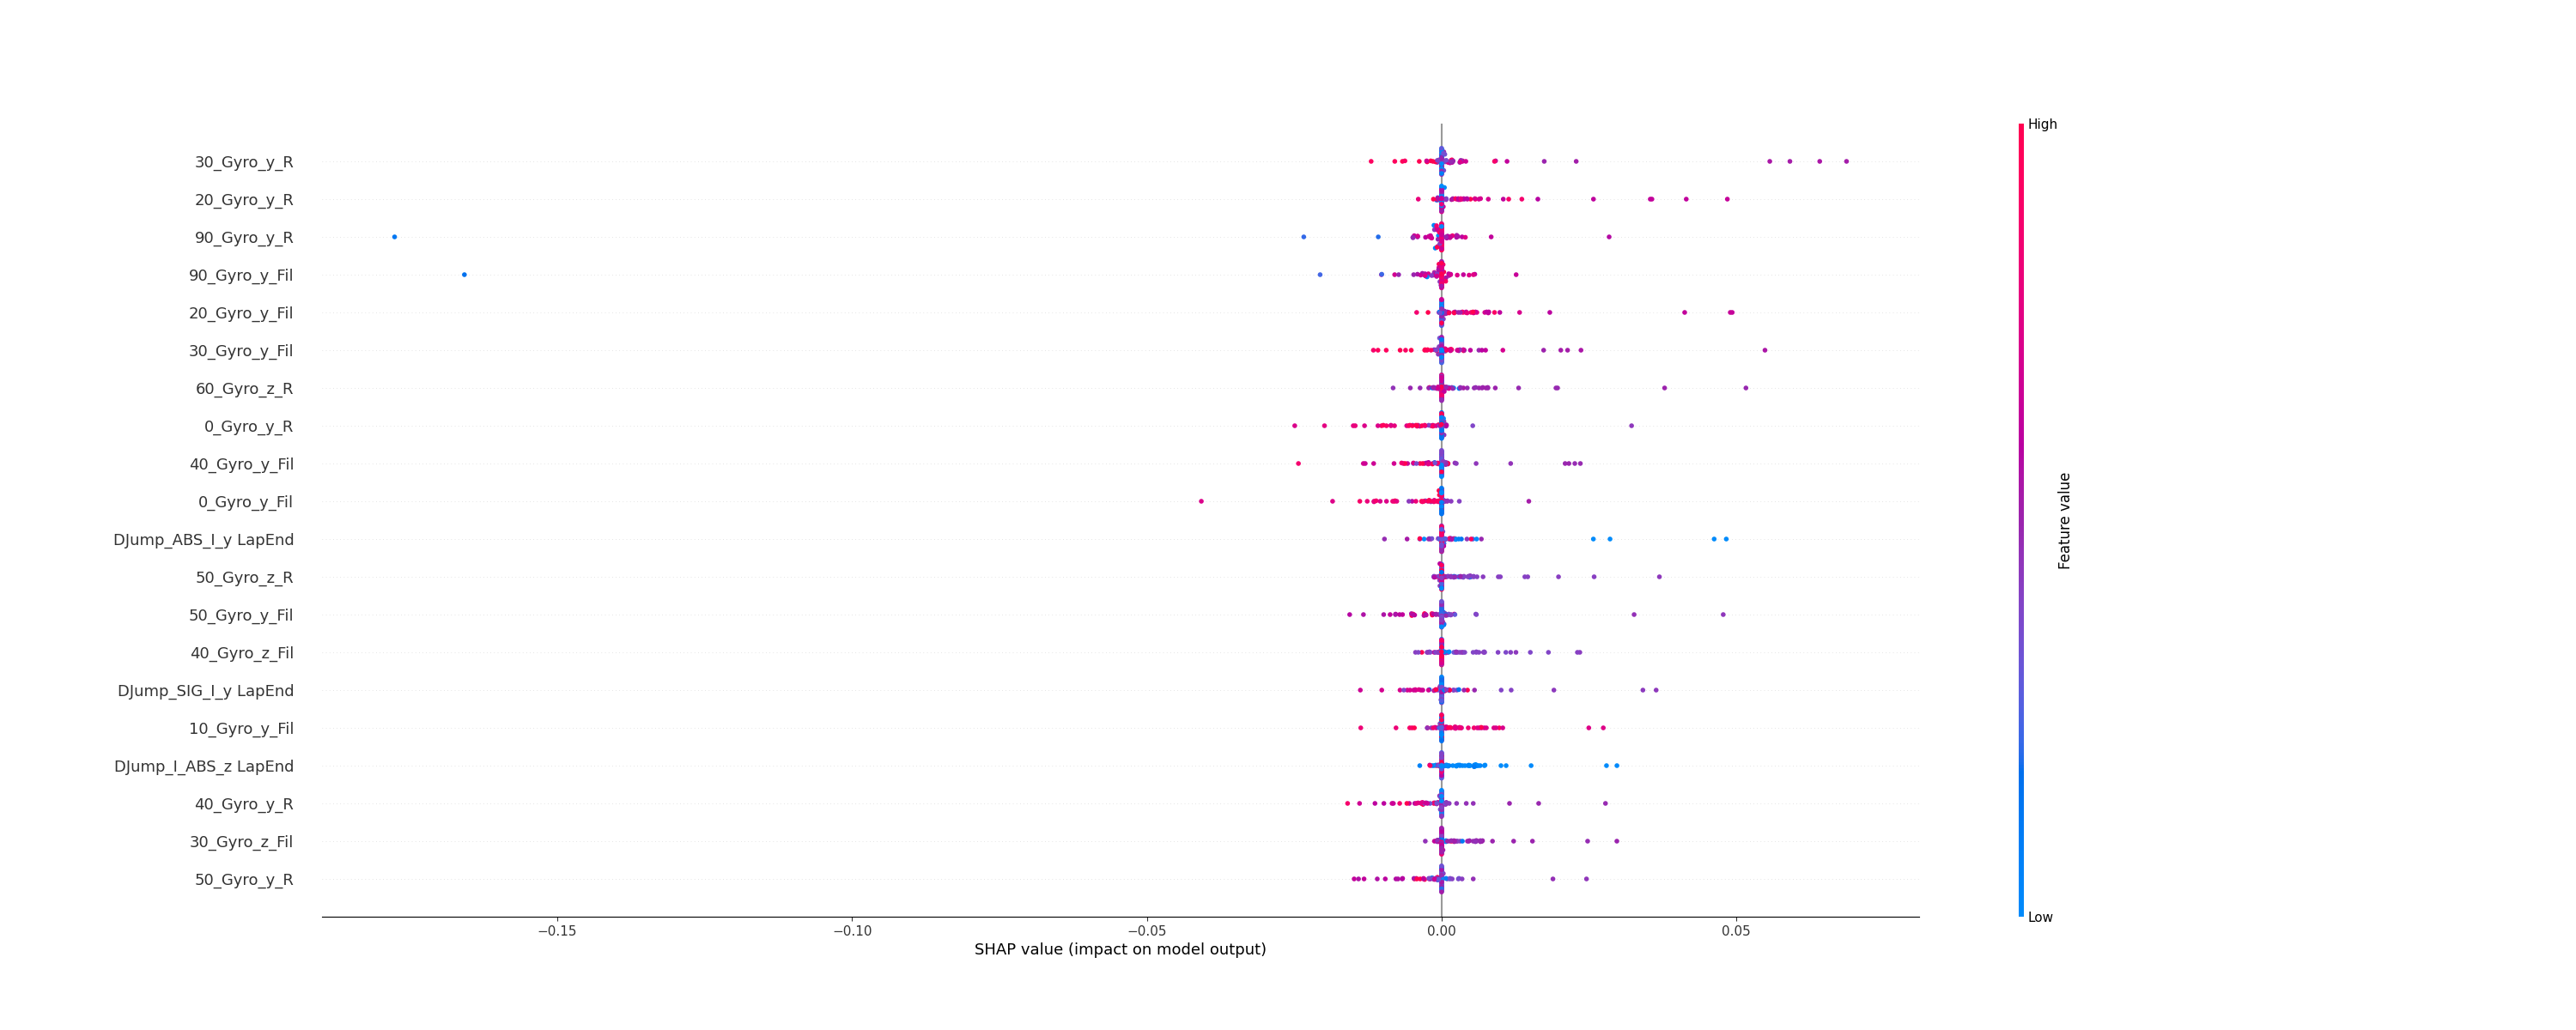 High
30_Gyro_y_R
20_Gyro_y_R
90_Gyro_y_R
90_Gyro_y_Fil
20_Gyro_y_Fil
30_Gyro_y_Fil
60_Gyro_z_R
0_Gyro_y_R
40_Gyro_y_Fil
0_Gyro_y_Fil
DJump_ABS_I_y LapEnd
50_Gyro_z_R
50_Gyro_y_Fil
40_Gyro_z_Fil
DJump_SIG_I_y LapEnd
10_Gyro_y_Fil
DJump_I_ABS_z LapEnd
40_Gyro_y_R
30_Gyro_z_Fil
50_Gyro_y_R
Feature value
Low
−0.15 −0.10 −0.05 0.00 0.05
SHAP value (impact on model output)